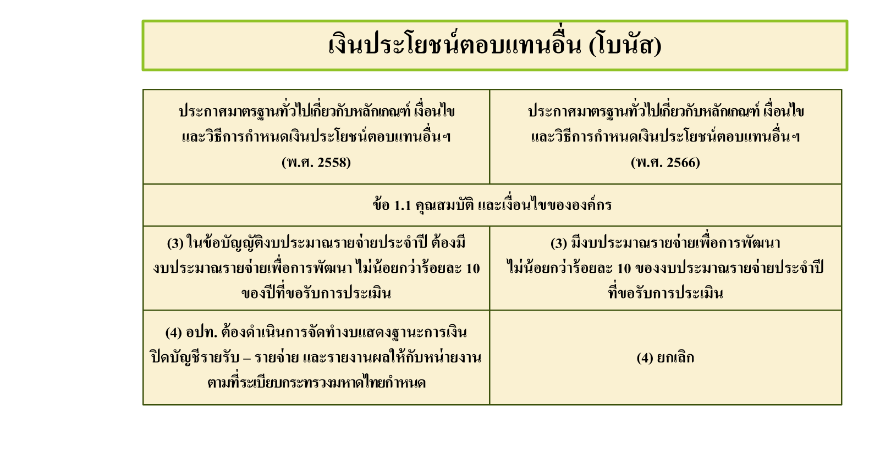 เงินประโยชน์ตอบแทนอื่น (โบนัส)
ประกาศมาตรฐานทั่วไปเกี่ยวกับหลักเกณฑ์ เงื่อนไข
และวิธีการกำหนดเงินประโยชน์ตอบแทนอื่นฯ
(พ.ศ. 2558)
ประกาศมาตรฐานทั่วไปเกี่ยวกับหลักเกณฑ์ เงื่อนไข
และวิธีการกำหนดเงินประโยชน์ตอบแทนอื่นฯ
(พ.ศ. 2566)
ข้อ 1.1 คุณสมบัติ และเงื่อนไขขององค์กร
(3) ในข้อบัญญัติงบประมาณรายจ่ายประจำปี ต้องมี
งบประมาณรายจ่ายเพื่อการพัฒนา ไม่น้อยกว่าร้อยละ 10
ของปีที่ขอรับการประเมิน
(3) มีงบประมาณรายจ่ายเพื่อการพัฒนา
ไม่น้อยกว่าร้อยละ 10 ของงบประมาณรายจ่ายประจำปี
ที่ขอรับการประเมิน
(4) อปท. ต้องดำเนินการจัดทำงบแสดงฐานะการเงิน
ปิดบัญชีรายรับ – รายจ่าย และรายงานผลให้กับหน่ายงาน
ตามที่ระเบียบกระทรวงมหาดไทยกำหนด
(4) ยกเลิก